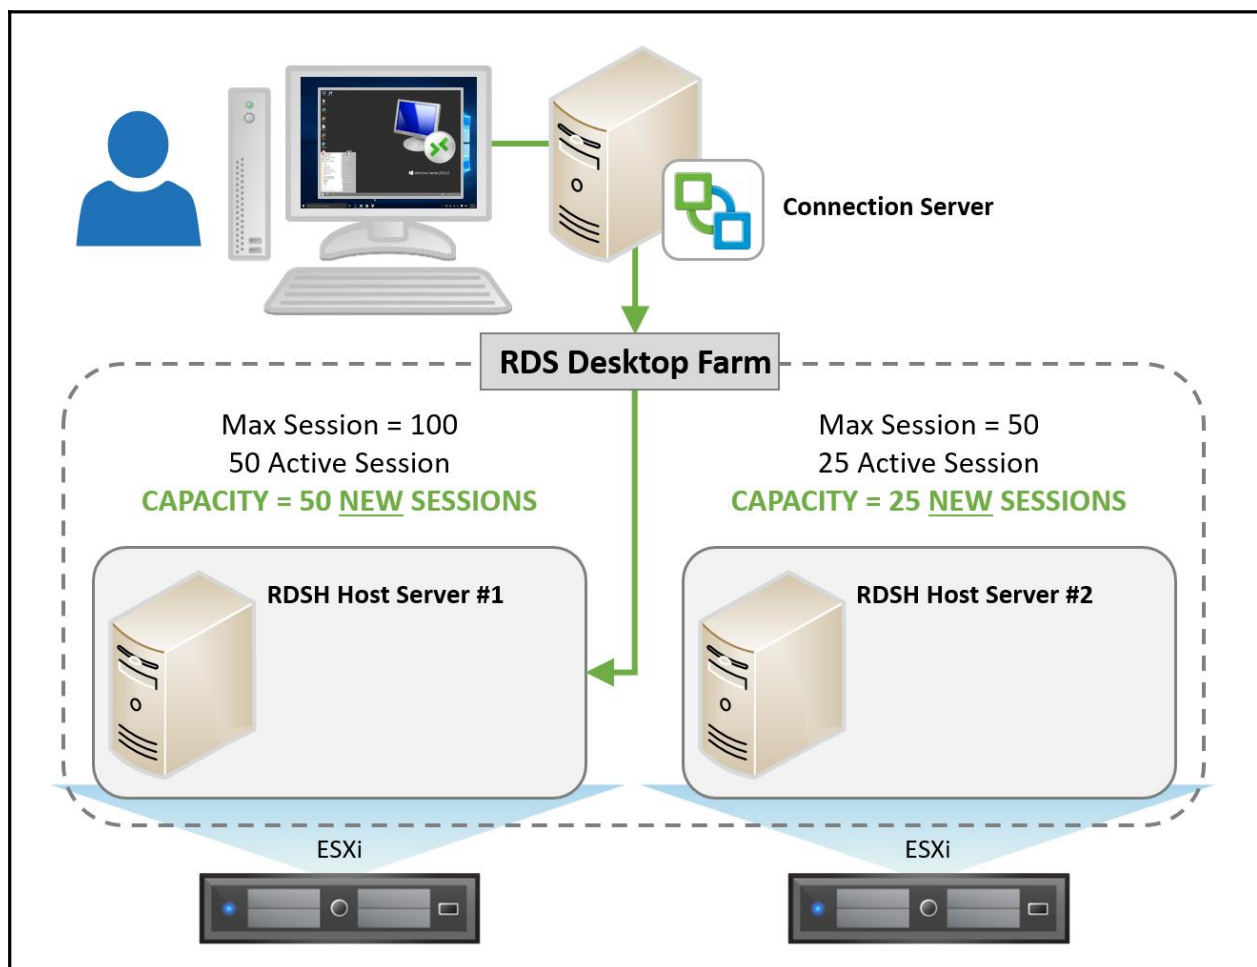 Connection Server
RDS Desktop Farm
Max Session = 100
50 Active Session
CAPACITY = 50 NEW SESSIONS
Max Session = 50
25 Active Session
CAPACITY = 25 NEW SESSIONS
RDSH Host Server #1
RDSH Host Server #2
ESXi
ESXi